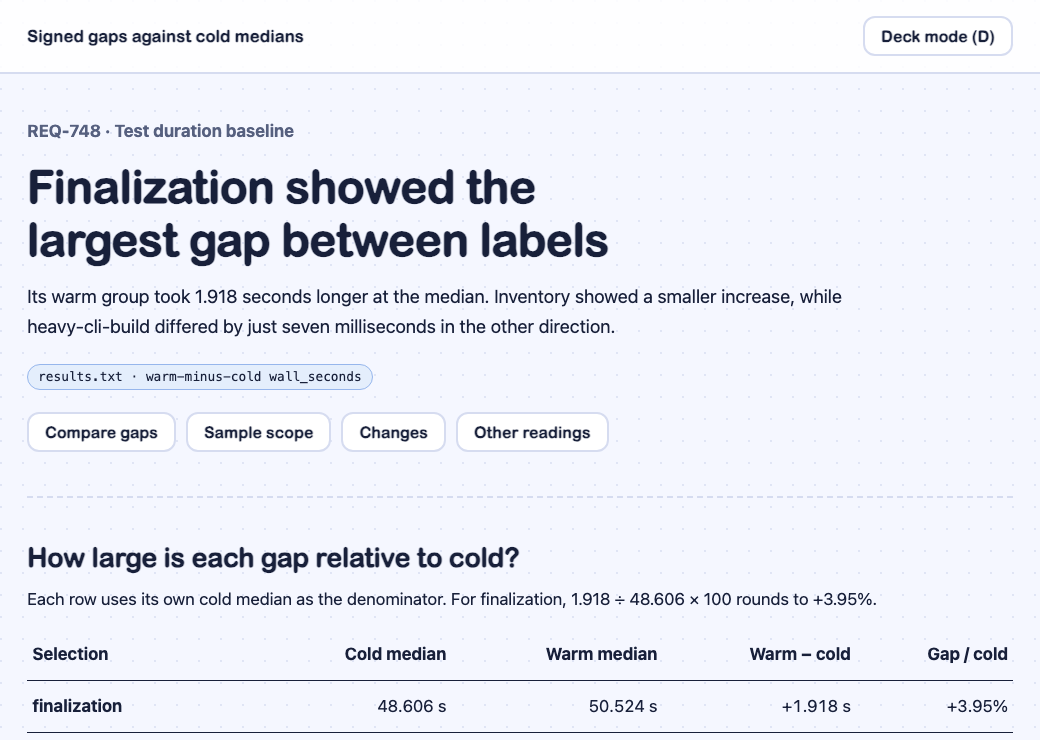 Signed gaps against cold medians
Deck mode (D)
REQ-748 · Test duration baseline
Finalization showed the
largest gap between labels
Its warm group took 1.918 seconds longer at the median. Inventory showed a smaller increase, while
heavy-cli-build differed by just seven milliseconds in the other direction.
results.txt · warm-minus-cold wall_seconds
Compare gaps
Sample scope
Changes
Other readings
How large is each gap relative to cold?
Each row uses its own cold median as the denominator. For finalization, 1.918 ÷ 48.606 × 100 rounds to +3.95%.
Selection Cold median Warm median Warm − cold Gap / cold
finalization 48.606 s 50.524 s +1.918 s +3.95%